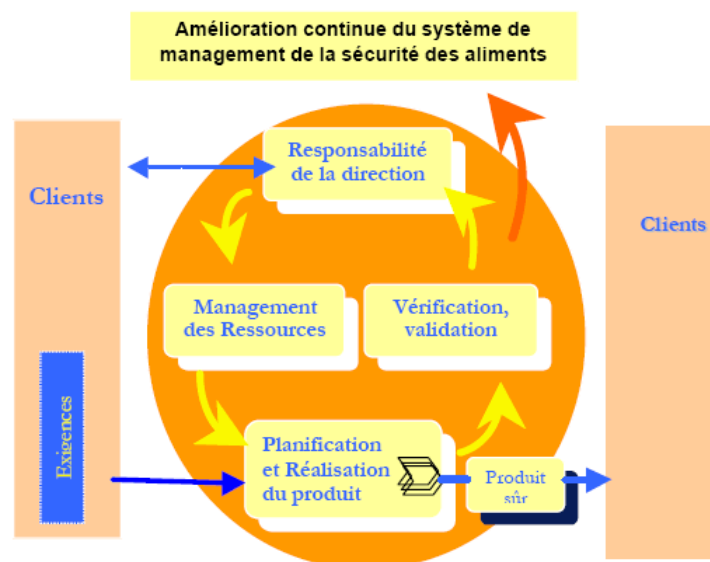 Amélioration continue du système de
management de la sécurité des aliments
Responsabilité
de la direction
Clients
Clients
Management
des Ressources
Vérification,
validation
Exigences
Planification
et Réalisation
du produit
Produit
sûr